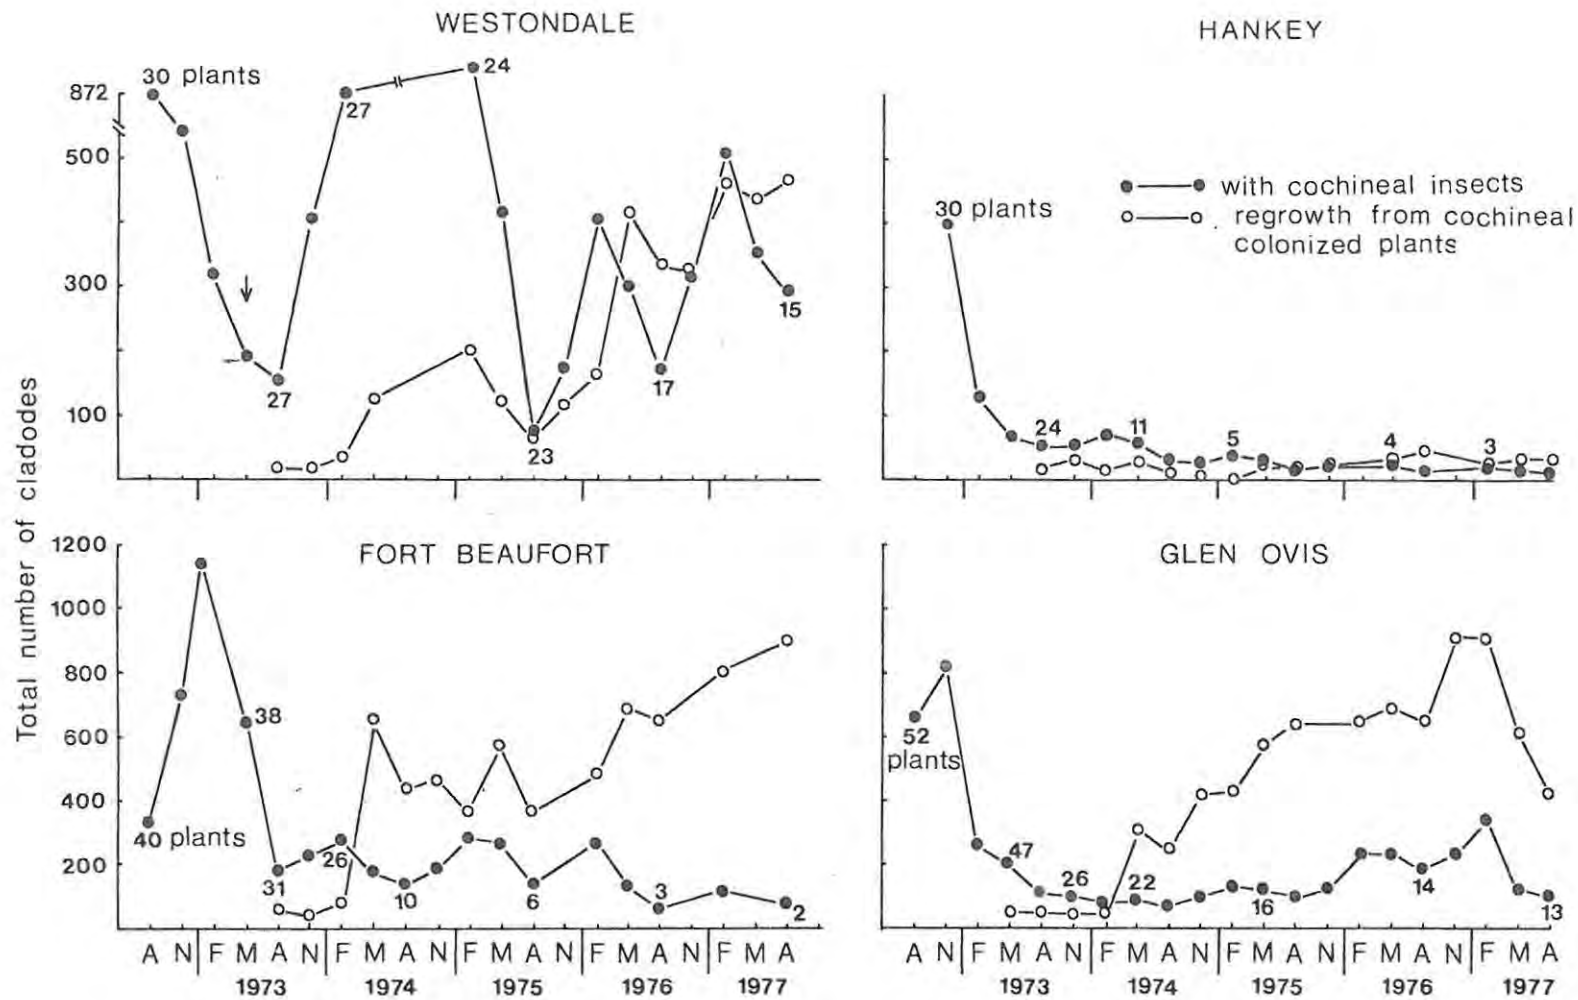 WESTONDALE
30 plants
872
27
24
500
300
100
27
23
17
15
HANKEY
30 plants
with cochineal insects
regrowth from cochineal
colonized plants
24
11
5
4
3
Total number of cladodes
FORT BEAUFORT
1200
1000
800
600
400
200
40 plants
38
31
26
10
6
3
2
A N F M A N F M A N F M A N F M A N F M A
1973 1974 1975 1976 1977
GLEN OVIS
52
plants
47
26
22
16
14
13
A N F M A N F M A N F M A N F M A N F M A
1973 1974 1975 1976 1977